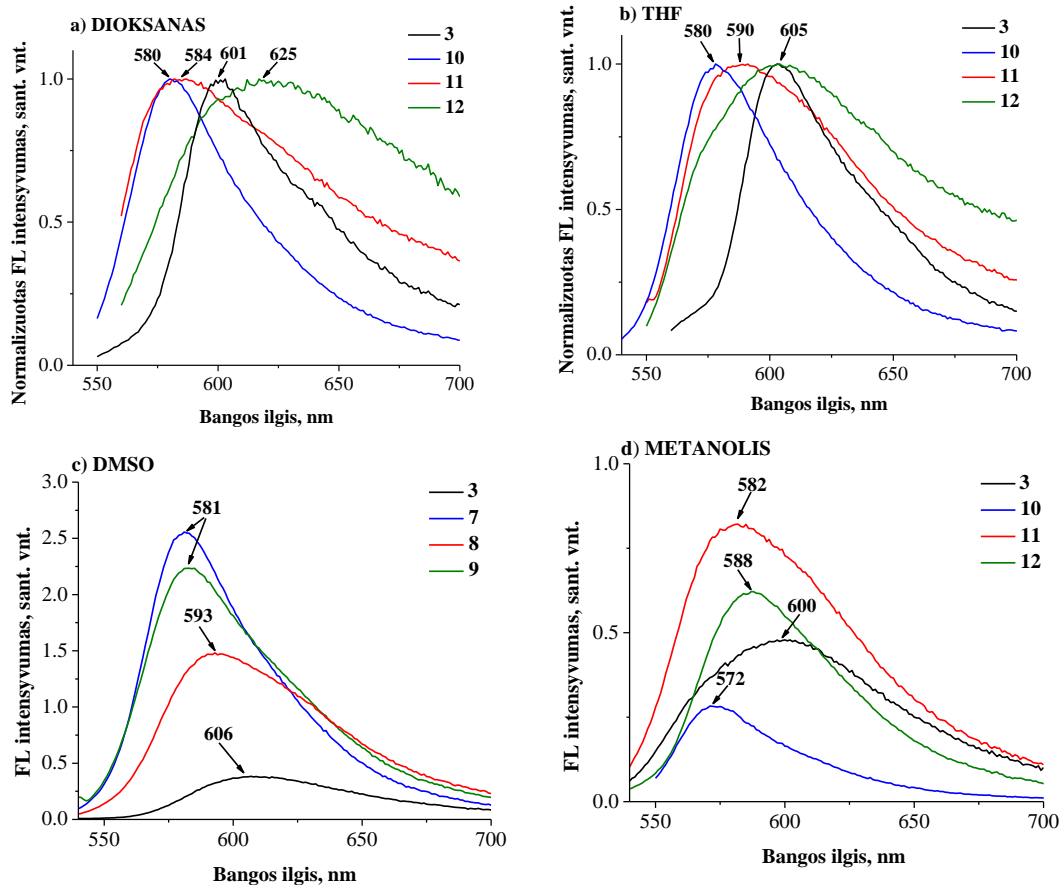 a) DIOKSANAS
580 584 601 625
3
10
11
12
Normalizuotas FL intensyvumas, sant. vnt.
1.0
0.5
0.0
550 600 650 700
Bangos ilgis, nm
b) THF
580 590 605
3
10
11
12
Normalizuotas FL intensyvumas, sant. vnt.
1.0
0.5
0.0
550 600 650 700
Bangos ilgis, nm
c) DMSO
581
593
606
3
7
8
9
FL intensyvumas, sant. vnt.
3.0
2.5
2.0
1.5
1.0
0.5
0.0
550 600 650 700
Bangos ilgis, nm
d) METANOLIS
582
588
600
572
3
10
11
12
FL intensyvumas, sant. vnt.
1.0
0.5
0.0
550 600 650 700
Bangos ilgis, nm